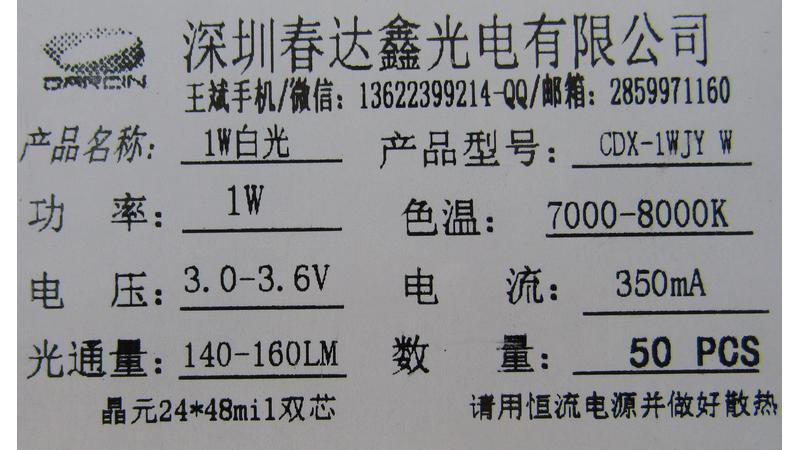 深圳春达鑫光电有限公司
DANCIN
王斌手机/微信：13622399214-QQ/邮箱：2859971160
产品名称： 1W白光 产品型号： CDX-1WJY W
功 率： 1W 色温： 7000-8000K
电 压： 3.0-3.6V 电 流： 350mA
光通量： 140-160LM 数 量： 50 PCS
晶元24*48mil双芯 请用恒流电源并做好散热